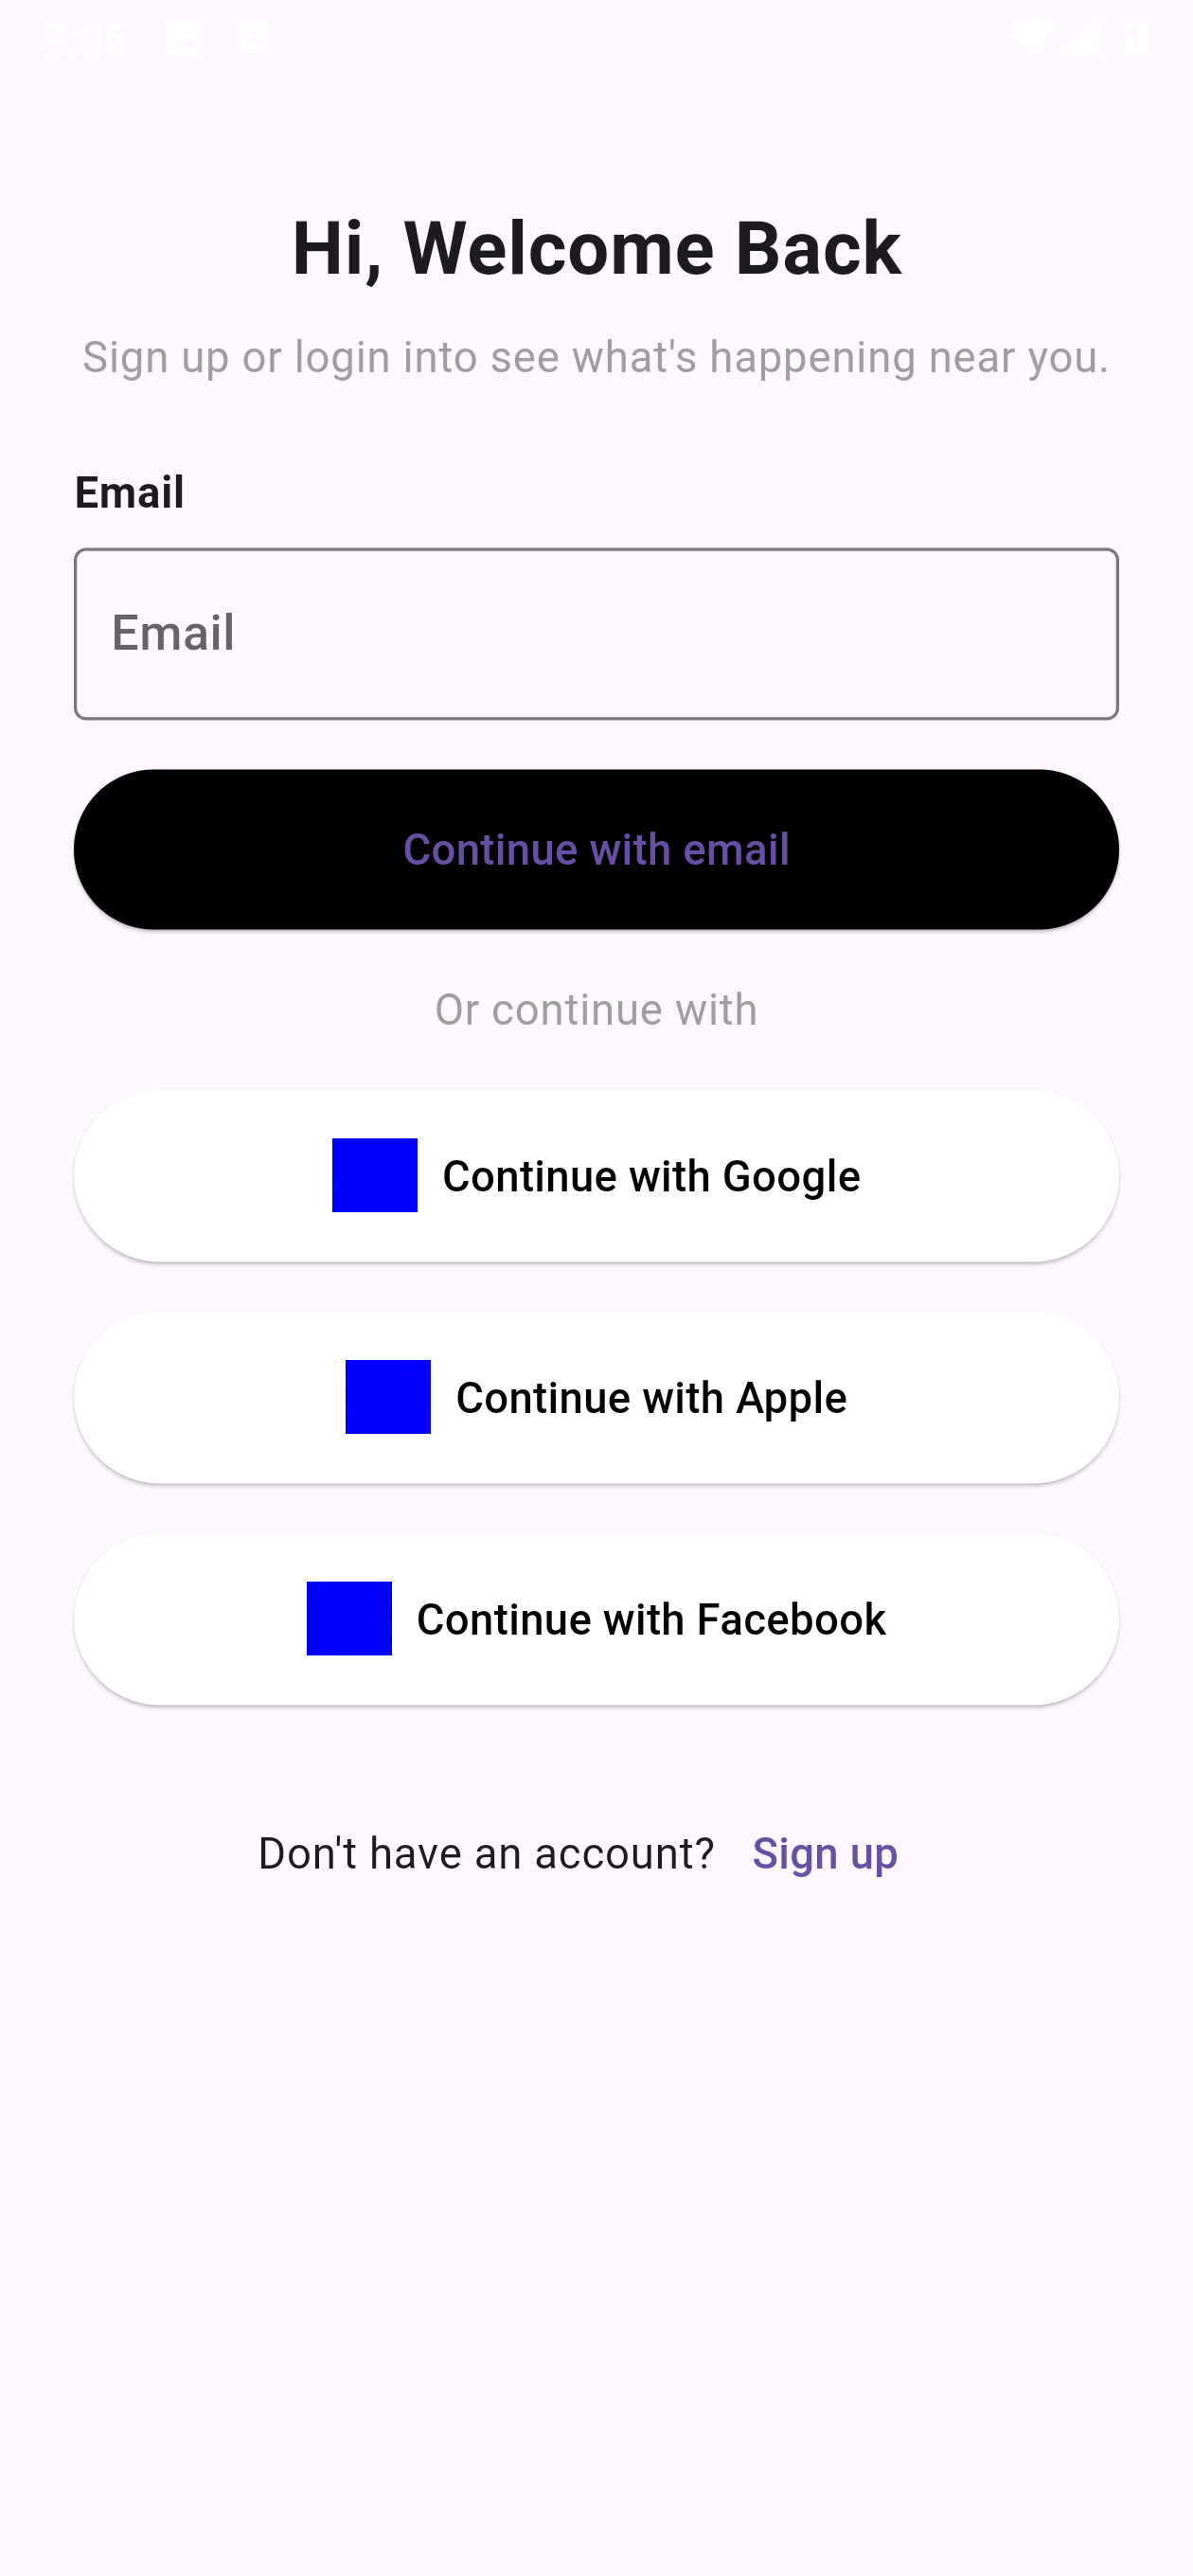 9:06
Hi, Welcome Back
Sign up or login into see what's happening near you.
Email
Email
Continue with email
Or continue with
Continue with Google
Continue with Apple
Continue with Facebook
Don't have an account? Sign up